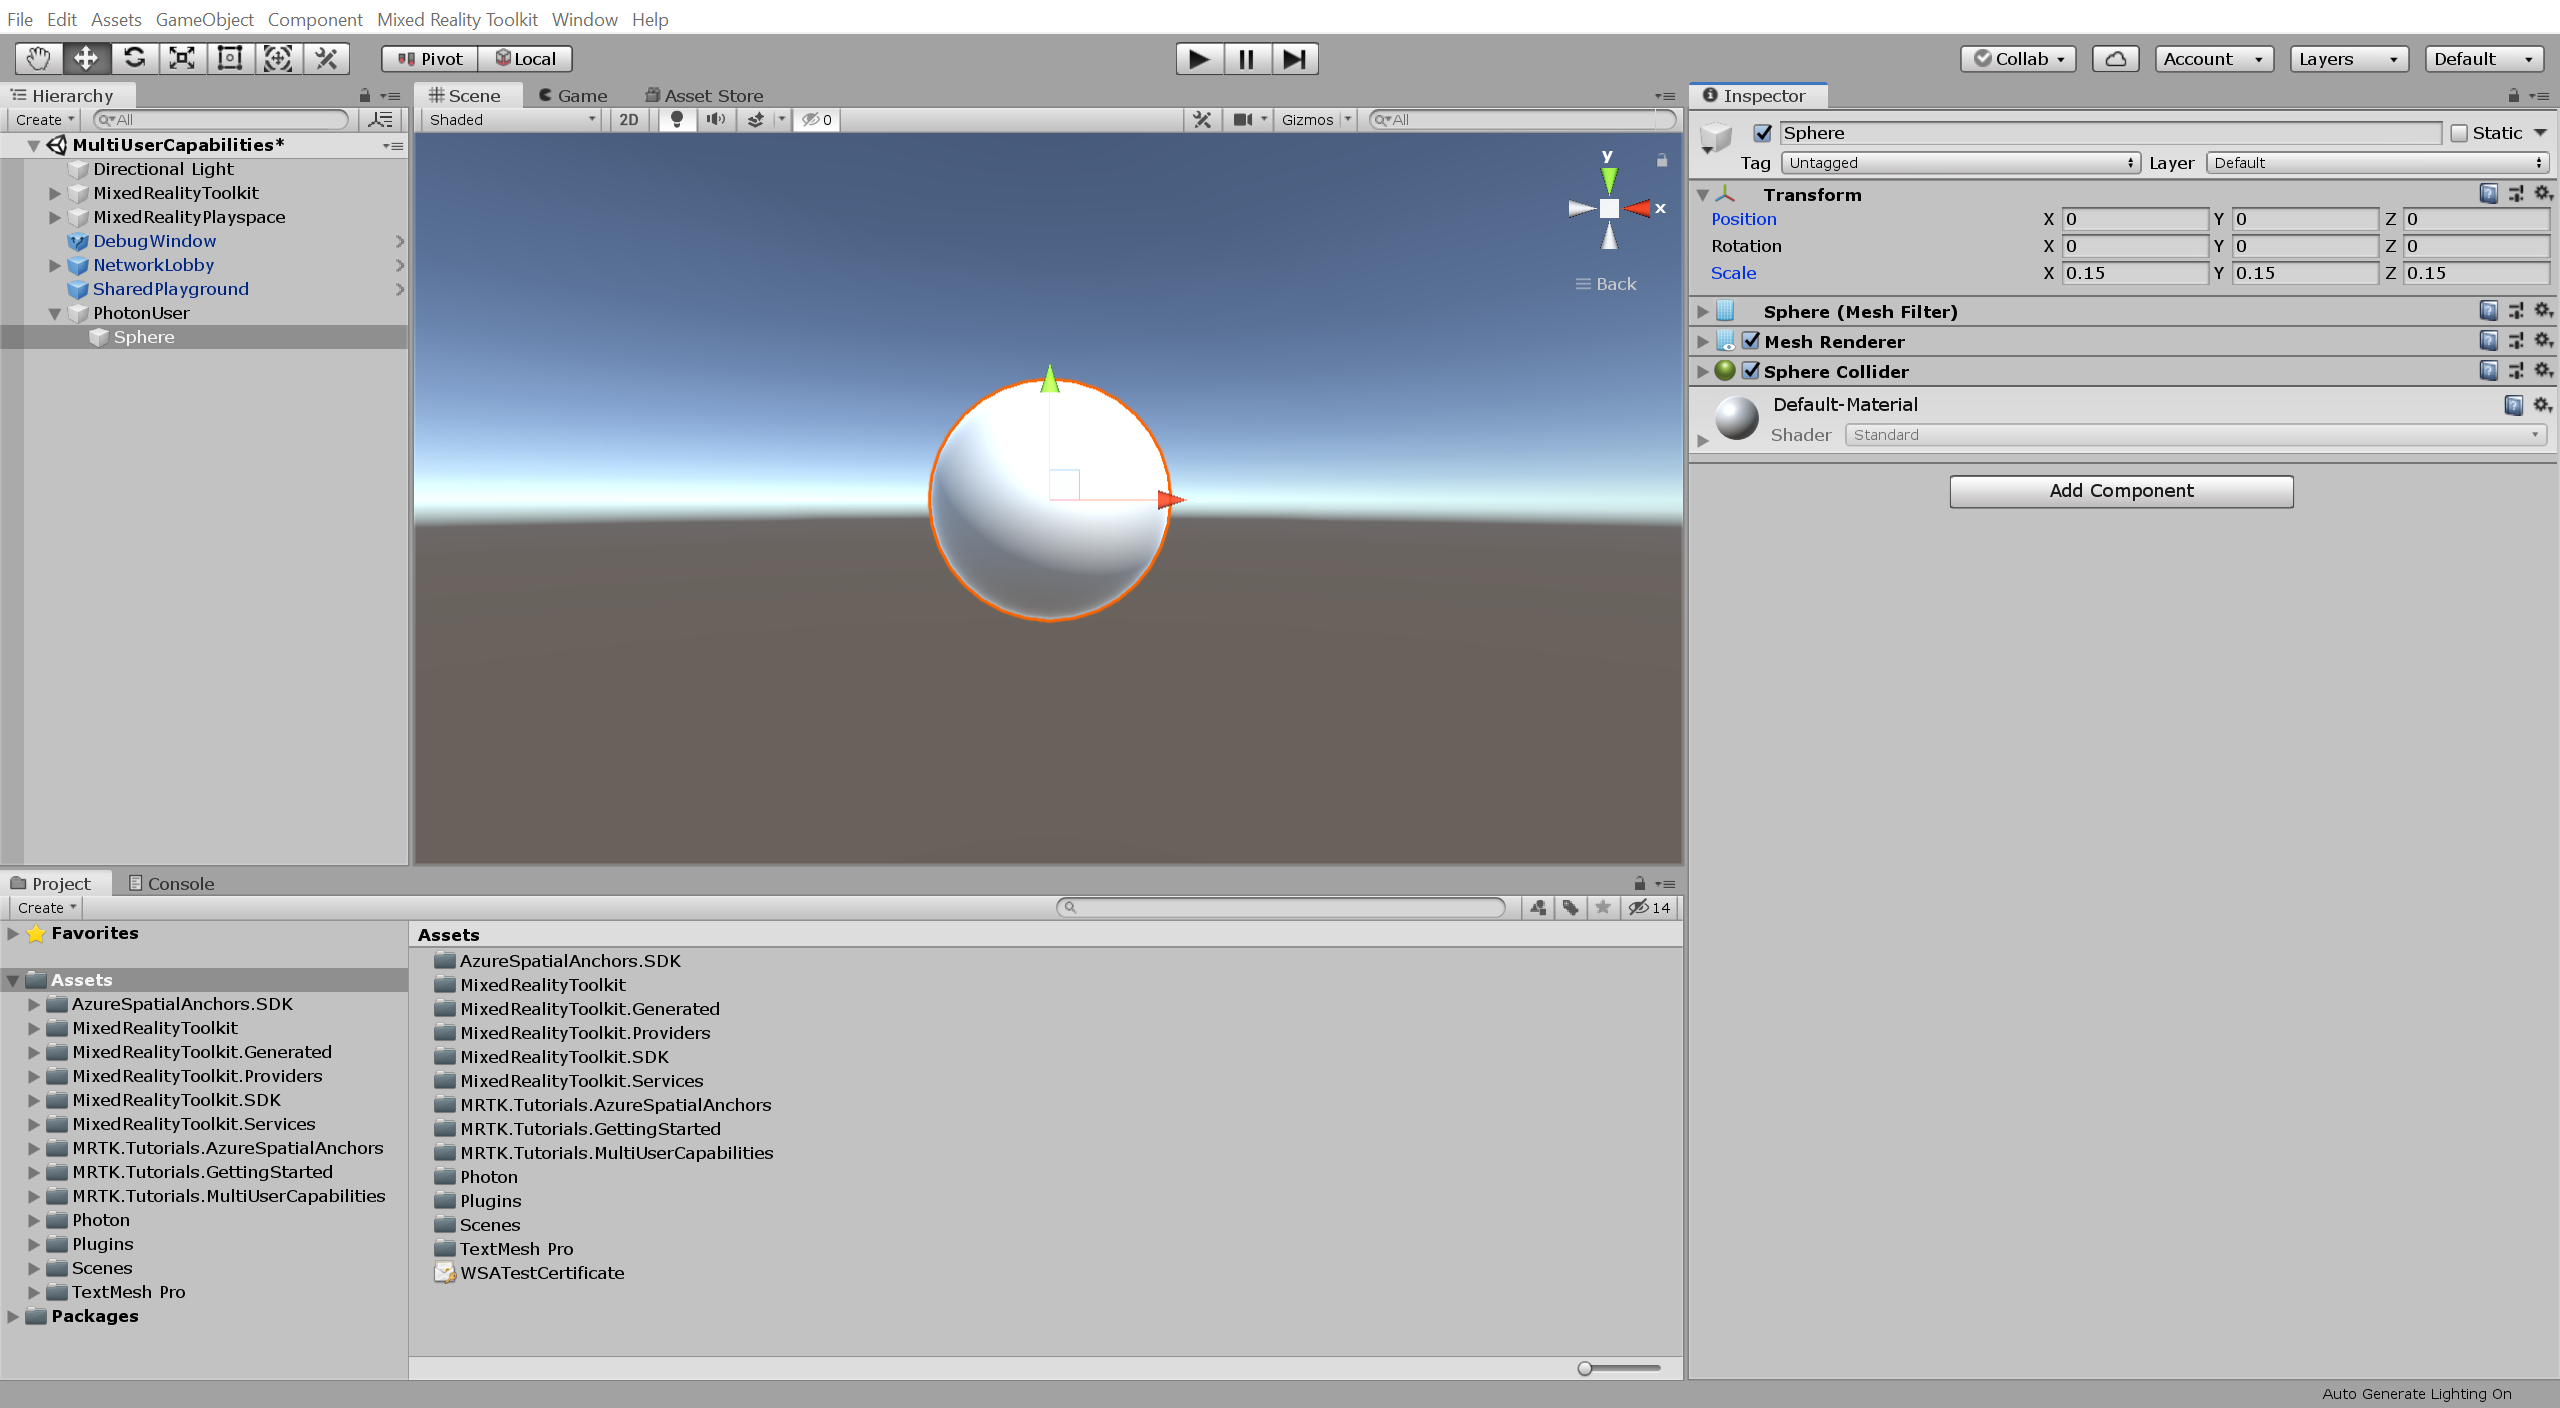 File Edit Assets GameObject Component Mixed Reality Toolkit Window Help
Pivot Local
Collab Account Layers Default
Hierarchy
Create All
MultiUserCapabilities*
Directional Light
MixedRealityToolkit
MixedRealityPlayspace
DebugWindow
NetworkLobby
SharedPlayground
PhotonUser
Sphere
Scene Game Asset Store
Shaded 2D 0 Gizmos All
y
x
Back
Inspector
Sphere Static
Tag Untagged Layer Default
Transform
Position X 0 Y 0 Z 0
Rotation X 0 Y 0 Z 0
Scale X 0.15 Y 0.15 Z 0.15
Sphere (Mesh Filter)
Mesh Renderer
Sphere Collider
Default-Material
Shader Standard
Add Component
Project Console
Create 14
Favorites
Assets
AzureSpatialAnchors.SDK
MixedRealityToolkit
MixedRealityToolkit.Generated
MixedRealityToolkit.Providers
MixedRealityToolkit.SDK
MixedRealityToolkit.Services
MRTK.Tutorials.AzureSpatialAnchors
MRTK.Tutorials.GettingStarted
MRTK.Tutorials.MultiUserCapabilities
Photon
Plugins
Scenes
TextMesh Pro
Packages
Assets
AzureSpatialAnchors.SDK
MixedRealityToolkit
MixedRealityToolkit.Generated
MixedRealityToolkit.Providers
MixedRealityToolkit.SDK
MixedRealityToolkit.Services
MRTK.Tutorials.AzureSpatialAnchors
MRTK.Tutorials.GettingStarted
MRTK.Tutorials.MultiUserCapabilities
Photon
Plugins
Scenes
TextMesh Pro
WSATestCertificate
Auto Generate Lighting On